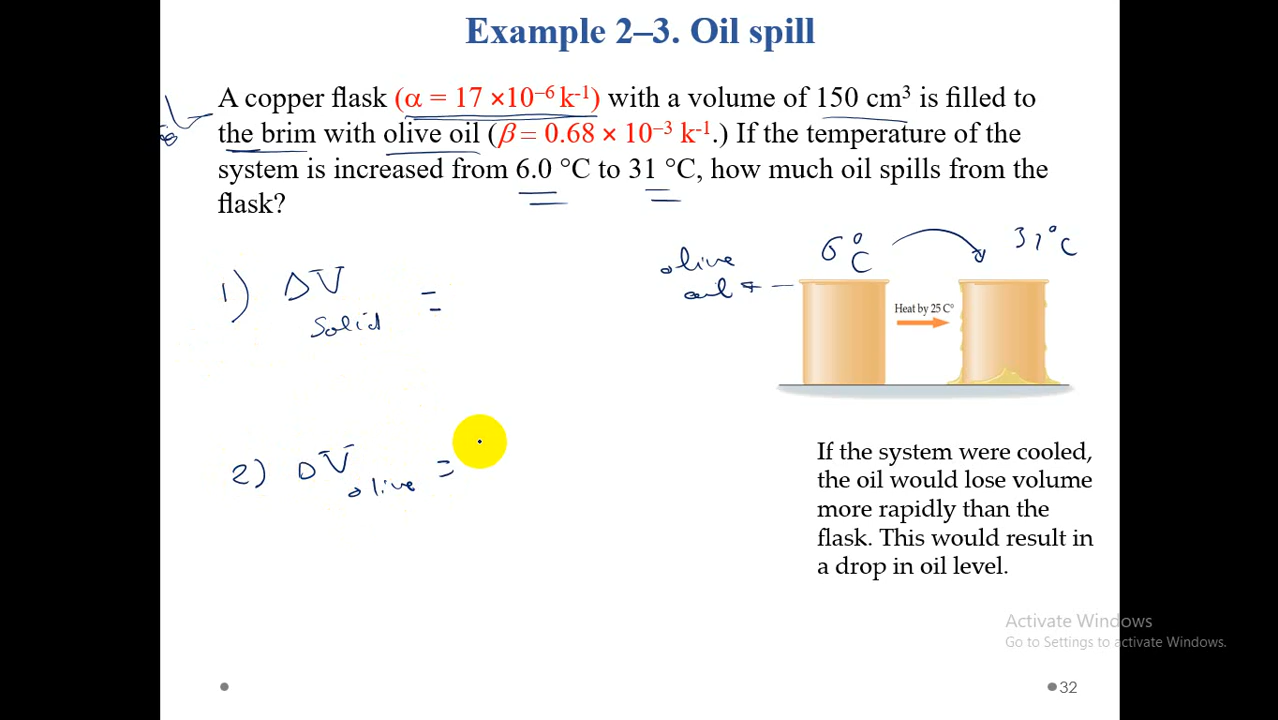 Example 2–3. Oil spill
A copper flask (α = 17 ×10⁻⁶ k⁻¹) with a volume of 150 cm³ is filled to
the brim with olive oil (β = 0.68 × 10⁻³ k⁻¹.) If the temperature of the
system is increased from 6.0 °C to 31 °C, how much oil spills from the
flask?
6°C
31°C
olive
oil
Heat by 25 C°
1) ΔV solid =
2) ΔV olive =
If the system were cooled,
the oil would lose volume
more rapidly than the
flask. This would result in
a drop in oil level.
Activate Windows
Go to Settings to activate Windows.
32